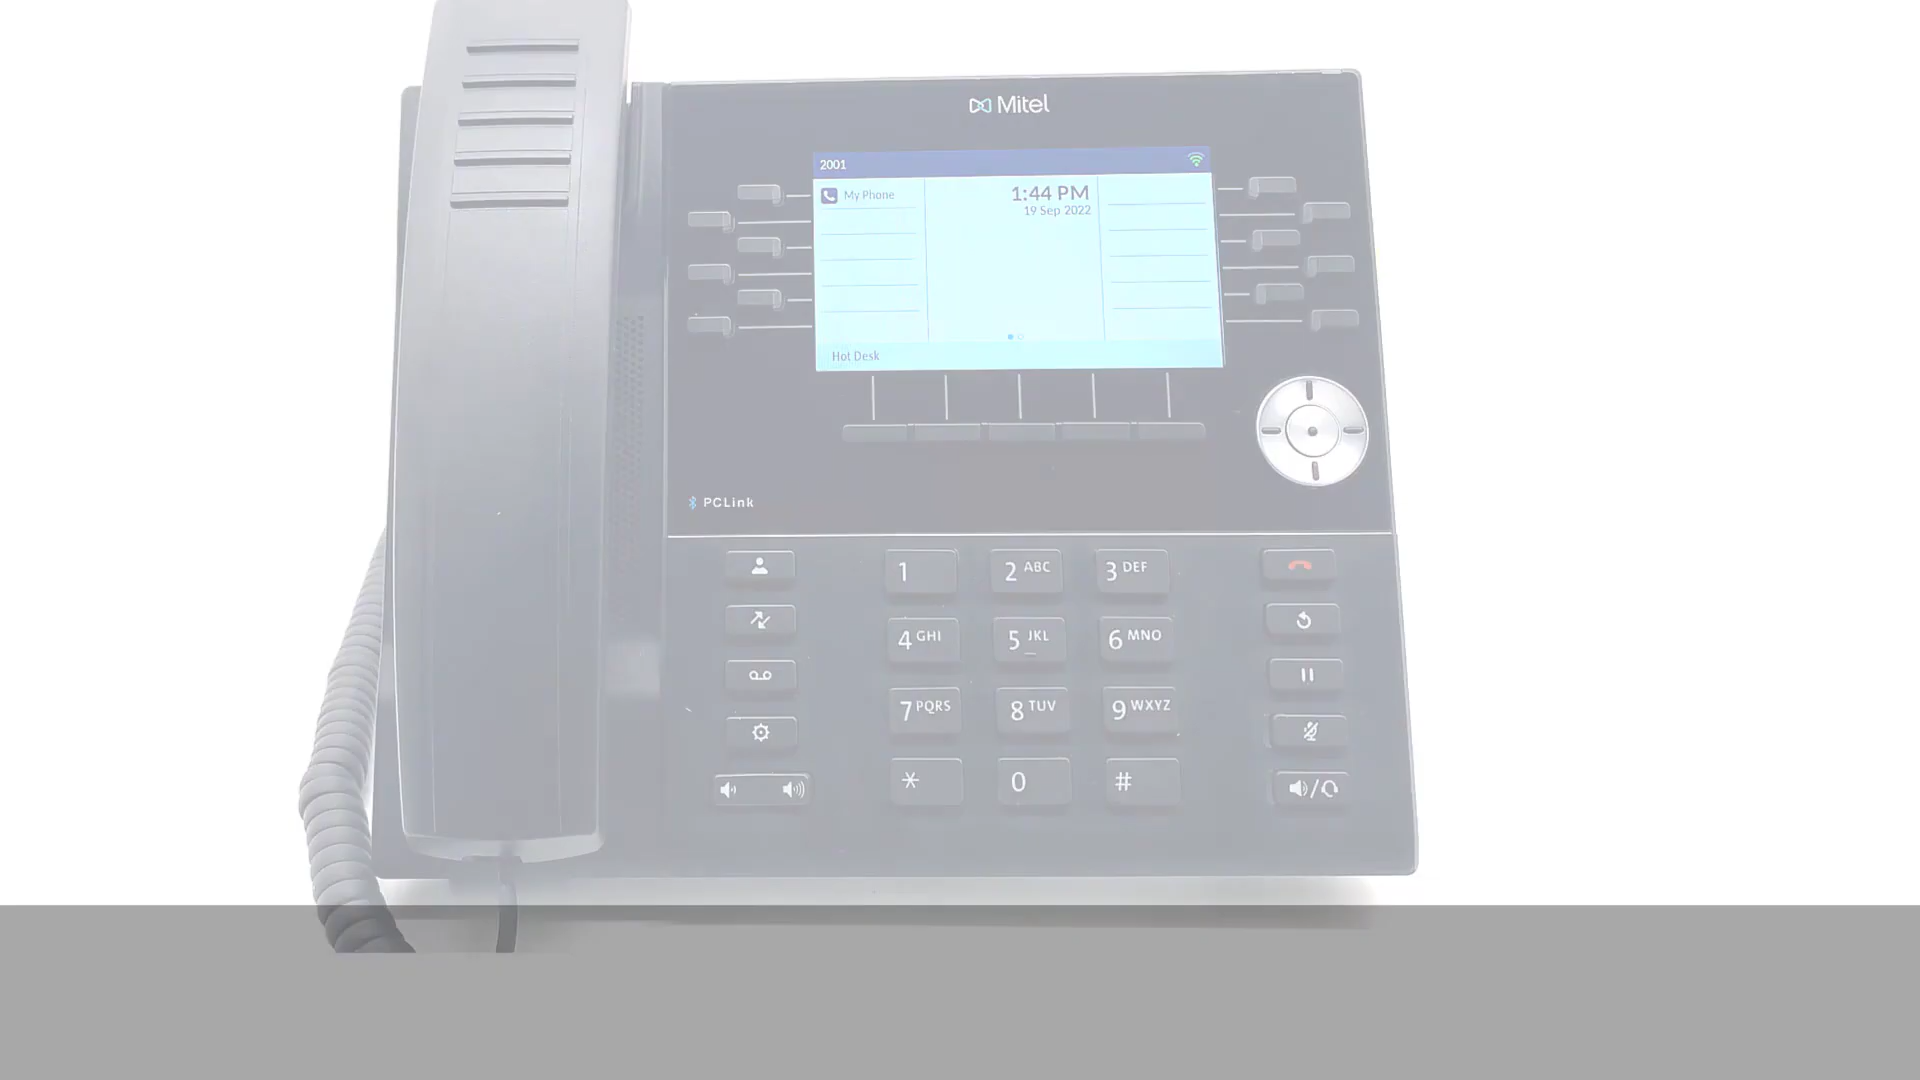 Mitel
2001
My Phone
1:44 PM
19 Sep 2022
Hot Desk
PCLink
1
2 ABC
3 DEF
4 GHI
5 JKL
6 MNO
7 PQRS
8 TUV
9 WXYZ
*
0
#